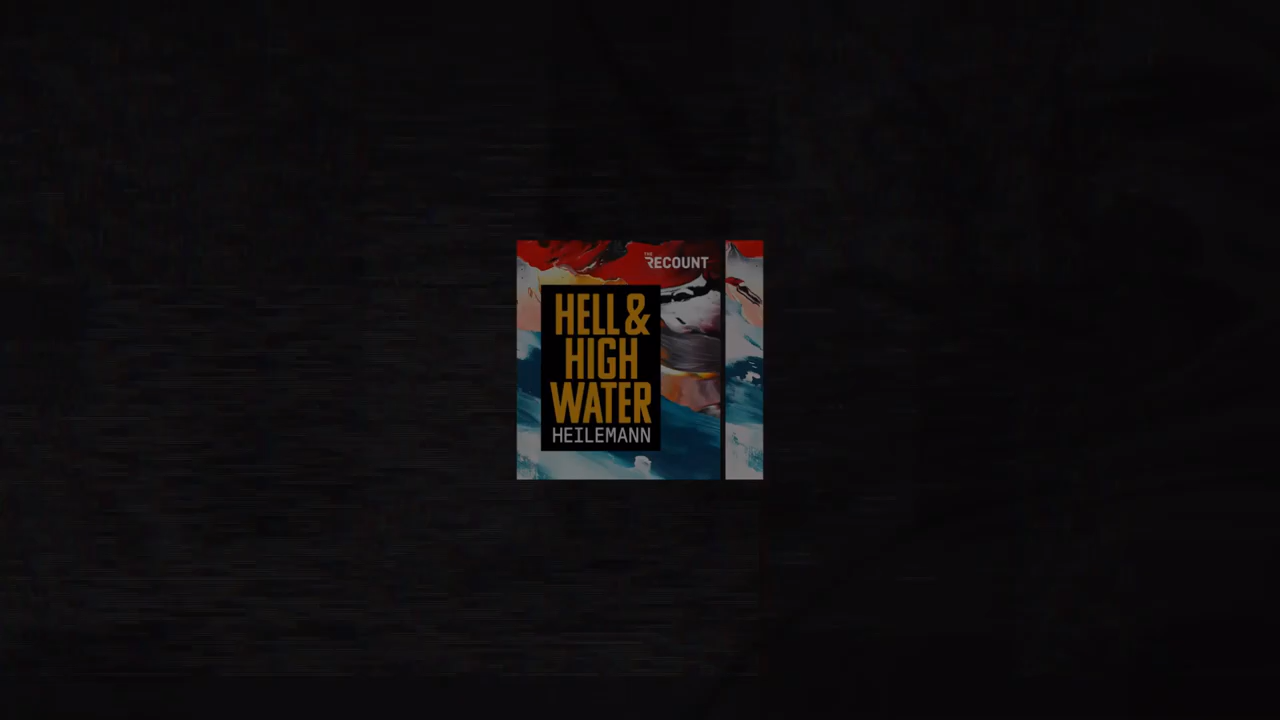 THE
RECOUNT
HELL &
HIGH
WATER
HEILEMANN